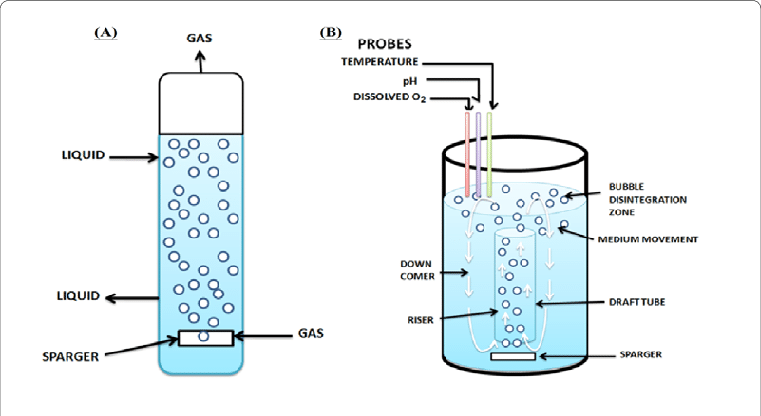 (A)
GAS
LIQUID
LIQUID
SPARGER
GAS
(B)
PROBES
TEMPERATURE
pH
DISSOLVED O₂
BUBBLE
DISINTEGRATION
ZONE
MEDIUM MOVEMENT
DOWN
COMER
DRAFT TUBE
RISER
SPARGER